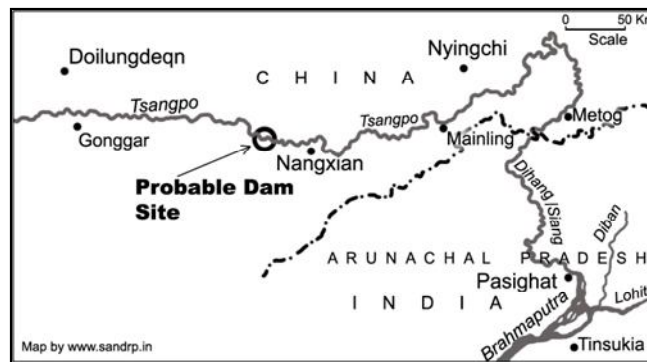 0 50 Km
Scale
Doilungdeqn
Nyingchi
C H I N A
Tsangpo
Tsangpo
Metog
Gonggar
Mainling
Nangxian
Probable Dam
Site
Dihang /Siang
Diban
A R U N A C H A L P R A D E S H
Pasighat
I N D I A
Lohit
Brahmaputra
Tinsukia
Map by www.sandrp.in